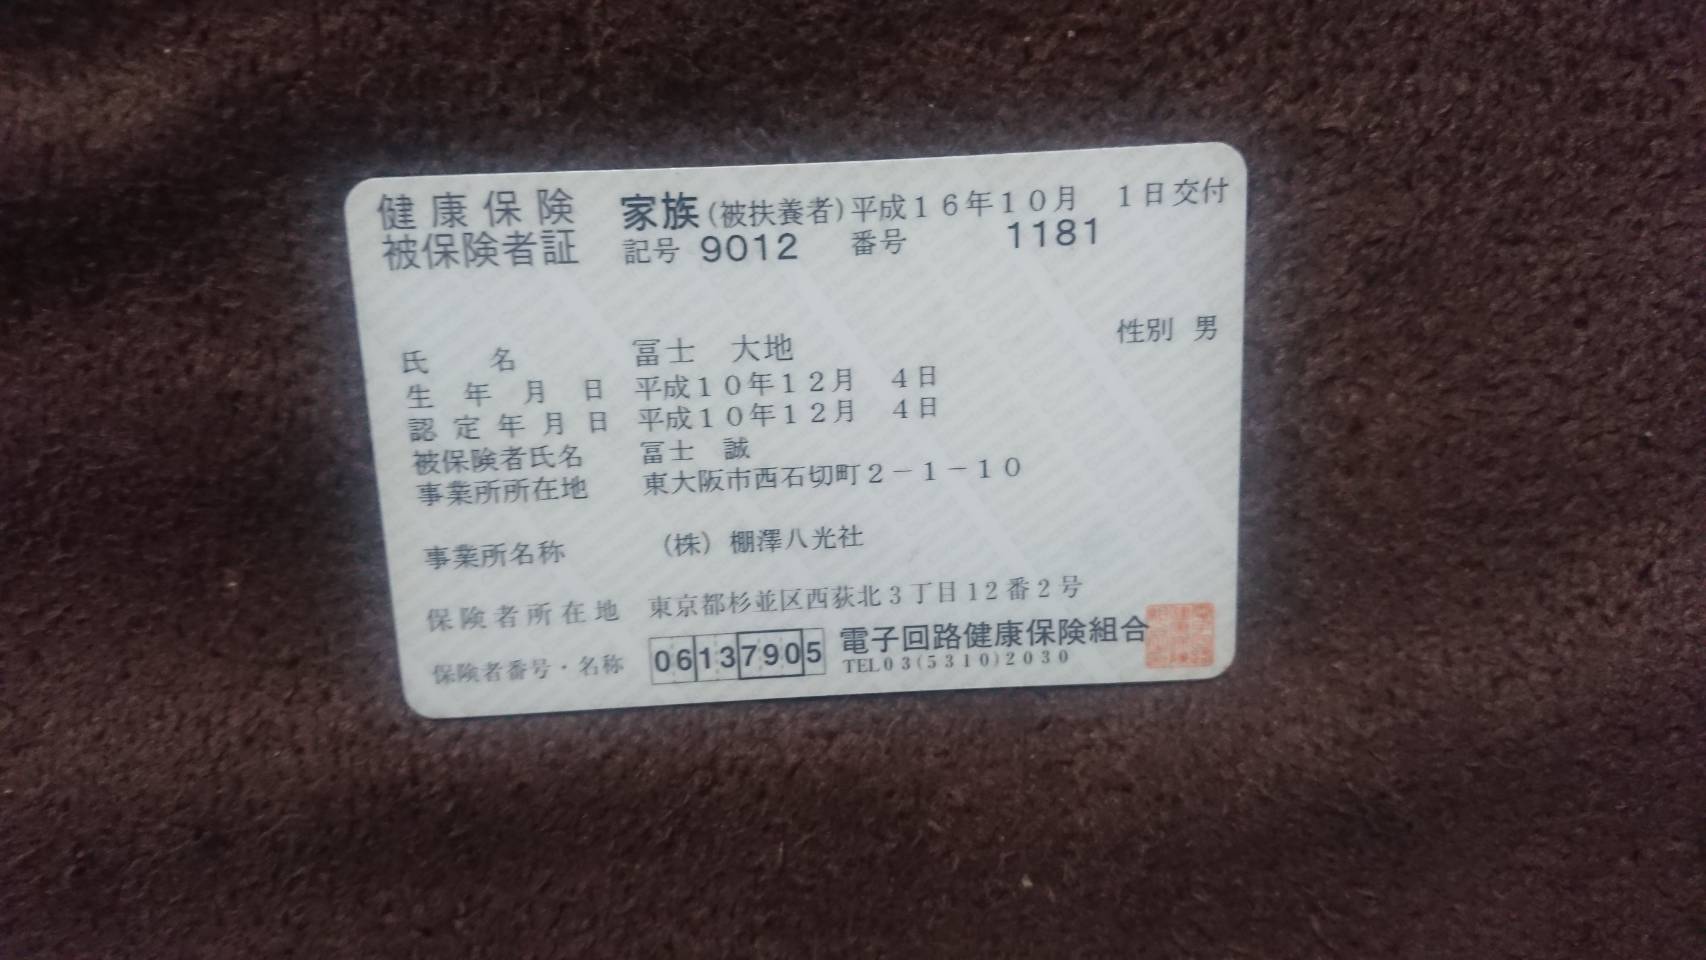 健康保険 家族(被扶養者)平成16年10月 1日交付
被保険者証 記号 9012 番号 1181
性別 男
氏名 冨士 大地
生年月日 平成10年12月 4日
認定年月日 平成10年12月 4日
被保険者氏名 冨士 誠
事業所所在地 東大阪市西石切町2-1-10
事業所名称 (株)棚澤八光社
保険者所在地 東京都杉並区西荻北3丁目12番2号
保険者番号・名称 06137905 電子回路健康保険組合
TEL03(5310)2030